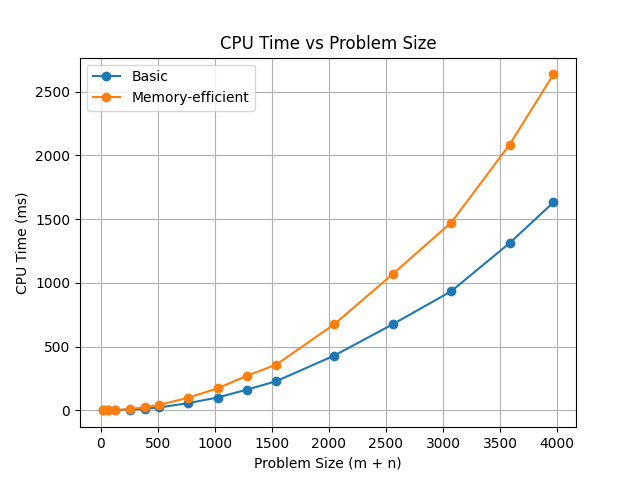 CPU Time vs Problem Size
Basic
Memory-efficient
CPU Time (ms)
2500
2000
1500
1000
500
0
0 500 1000 1500 2000 2500 3000 3500 4000
Problem Size (m + n)